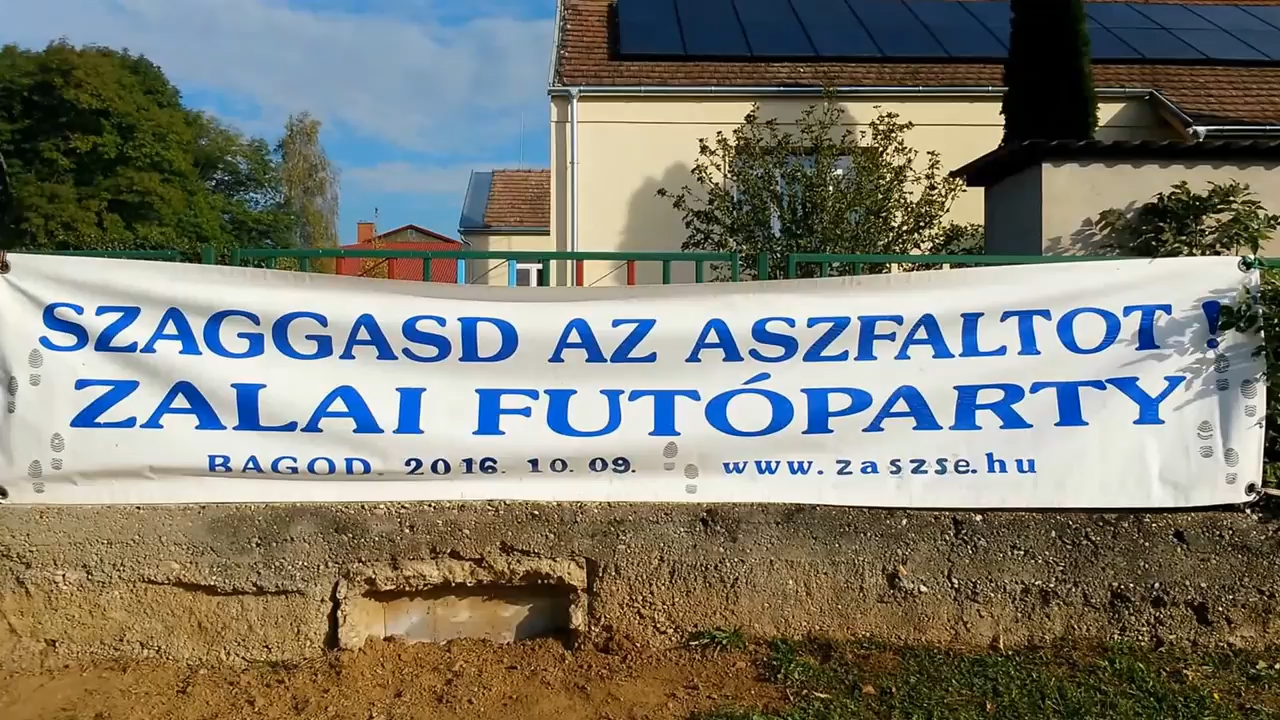 SZAGGASD AZ ASZFALTOT !
ZALAI FUTÓPARTY
BAGOD. 2016. 10. 09. www.zaszse.hu